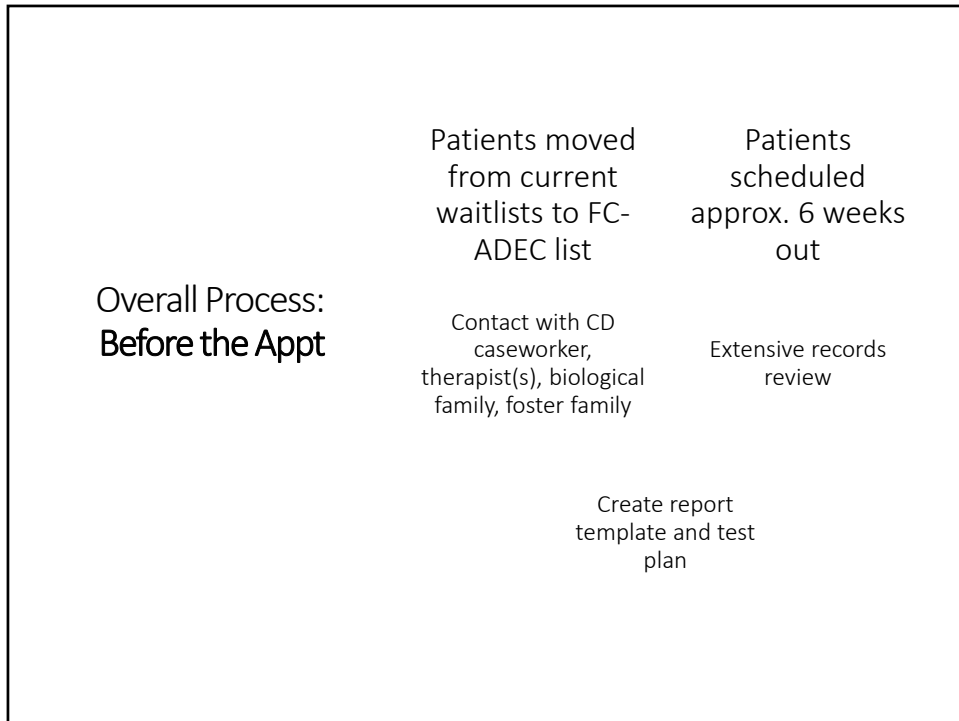 Overall Process:
Before the Appt
Patients moved
from current
waitlists to FC-
ADEC list
Patients
scheduled
approx. 6 weeks
out
Contact with CD
caseworker,
therapist(s), biological
family, foster family
Extensive records
review
Create report
template and test
plan